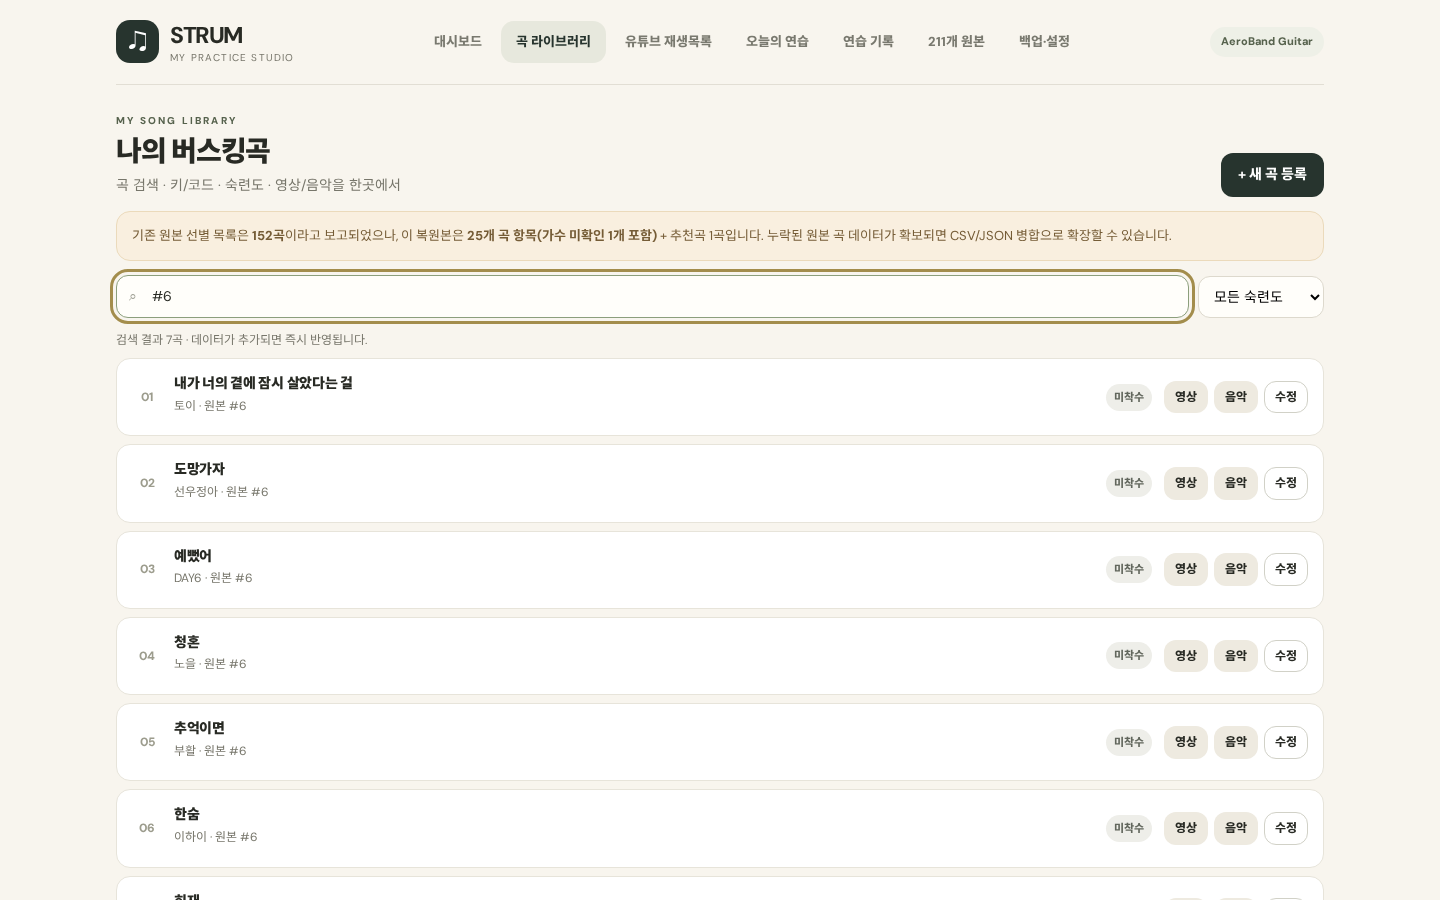 STRUM
MY PRACTICE STUDIO
대시보드
곡 라이브러리
유튜브 재생목록
오늘의 연습
연습 기록
211개 원본
백업·설정
AeroBand Guitar
MY SONG LIBRARY
나의 버스킹곡
곡 검색 · 키/코드 · 숙련도 · 영상/음악을 한곳에서
+ 새 곡 등록
기존 원본 선별 목록은 152곡이라고 보고되었으나, 이 복원본은 25개 곡 항목(가수 미확인 1개 포함) + 추천곡 1곡입니다. 누락된 원본 곡 데이터가 확보되면 CSV/JSON 병합으로 확장할 수 있습니다.
#6
모든 숙련도
검색 결과 7곡 · 데이터가 추가되면 즉시 반영됩니다.
01
내가 너의 곁에 잠시 살았다는 걸
토이 · 원본 #6
미착수 영상 음악 수정
02
도망가자
선우정아 · 원본 #6
미착수 영상 음악 수정
03
예뻤어
DAY6 · 원본 #6
미착수 영상 음악 수정
04
청혼
노을 · 원본 #6
미착수 영상 음악 수정
05
추억이면
부활 · 원본 #6
미착수 영상 음악 수정
06
한숨
이하이 · 원본 #6
미착수 영상 음악 수정